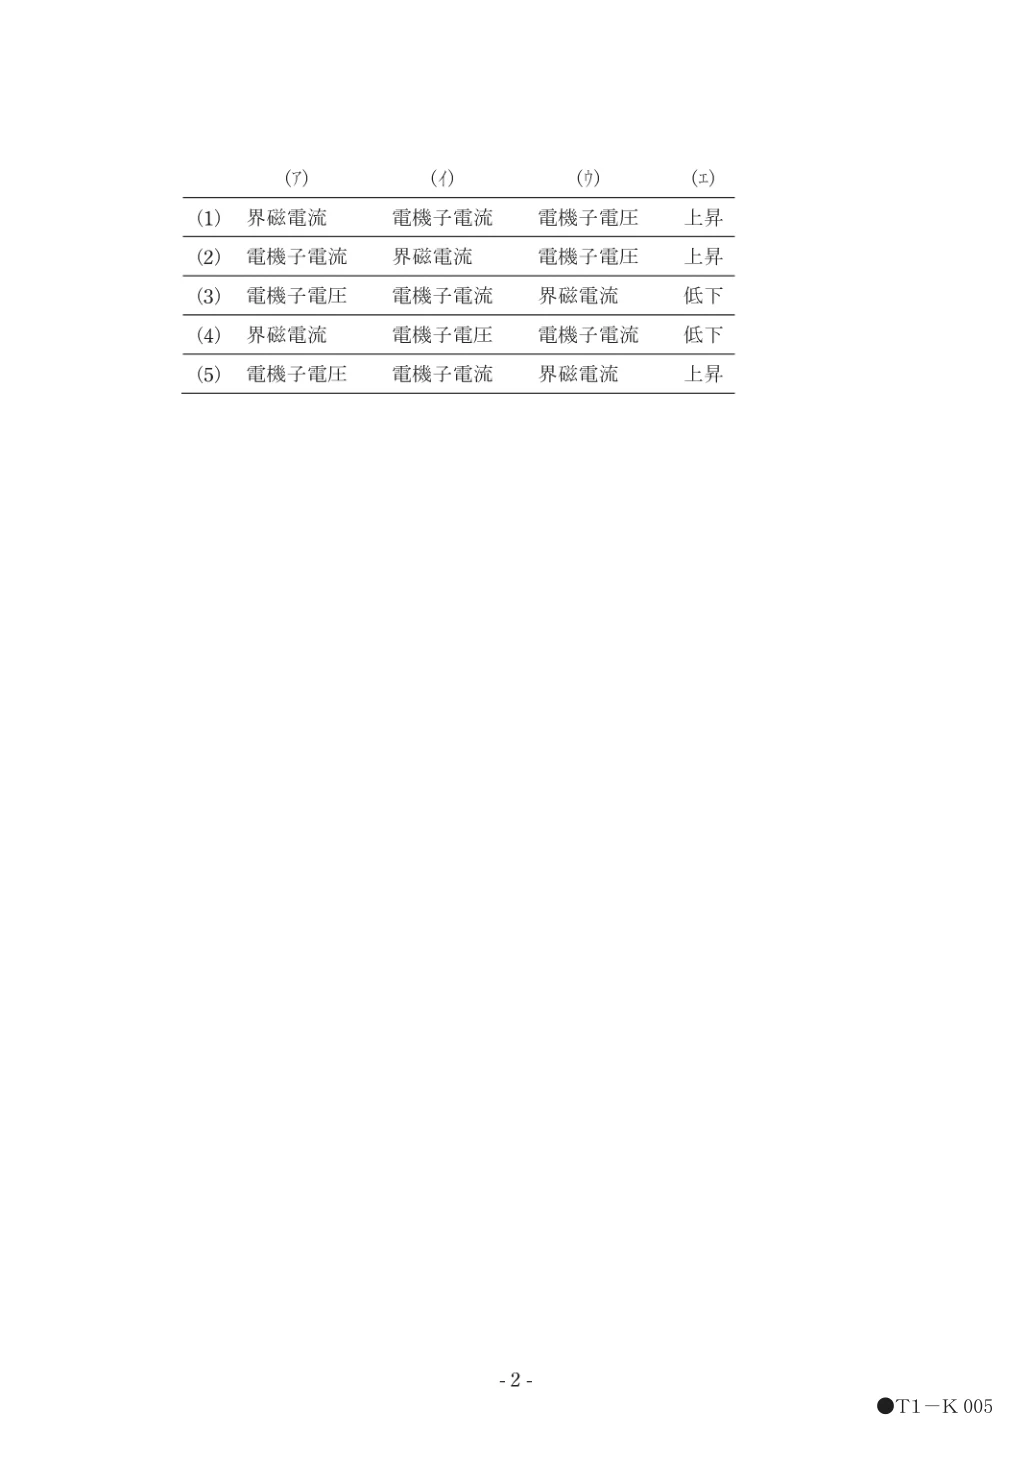 (ア) (イ) (ウ) (エ)
(1) 界磁電流 電機子電流 電機子電圧 上昇
(2) 電機子電流 界磁電流 電機子電圧 上昇
(3) 電機子電圧 電機子電流 界磁電流 低下
(4) 界磁電流 電機子電圧 電機子電流 低下
(5) 電機子電圧 電機子電流 界磁電流 上昇
- 2 -
●T1－K 005